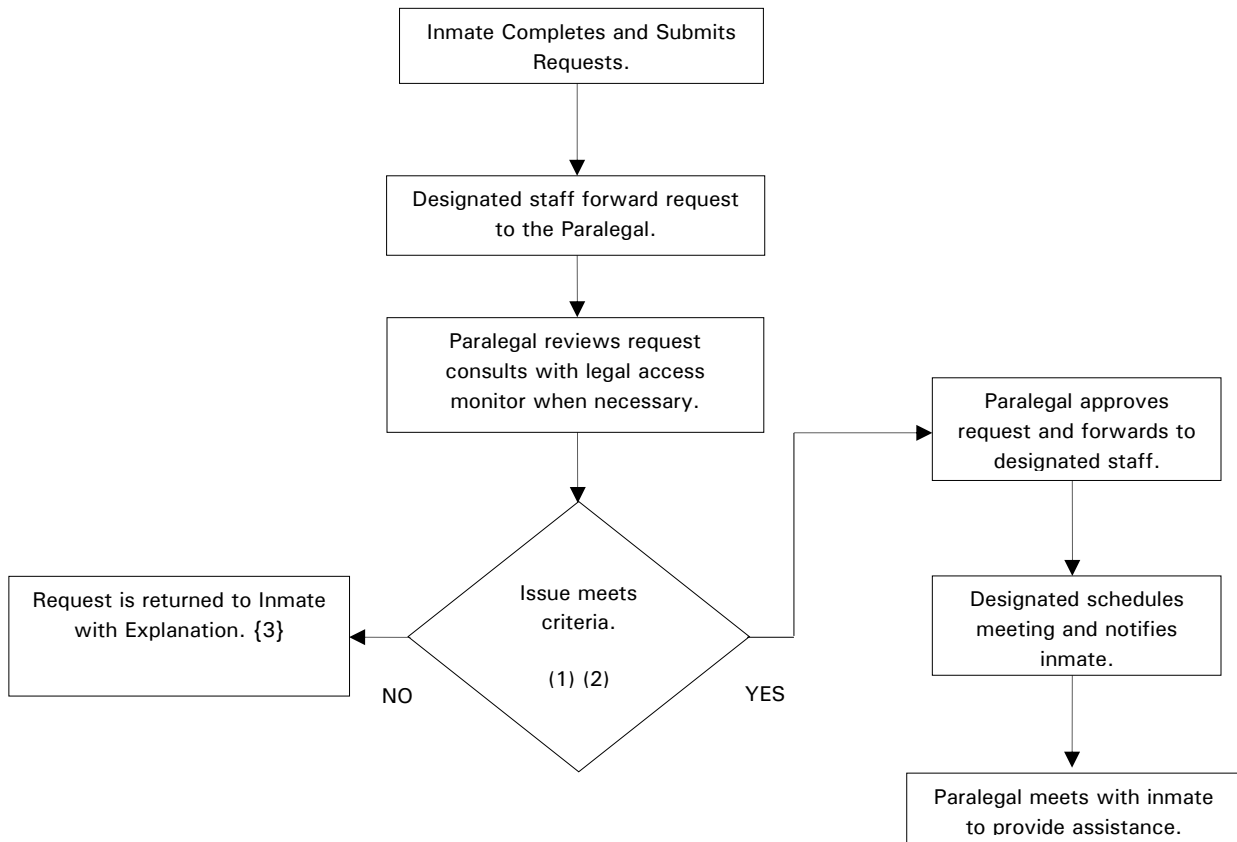 Inmate Completes and Submits
Requests.
Designated staff forward request
to the Paralegal.
Paralegal reviews request
consults with legal access
monitor when necessary.
Issue meets
criteria.
(1) (2)
NO
YES
Request is returned to Inmate
with Explanation. {3}
Paralegal approves
request and forwards to
designated staff.
Designated schedules
meeting and notifies
inmate.
Paralegal meets with inmate
to provide assistance.